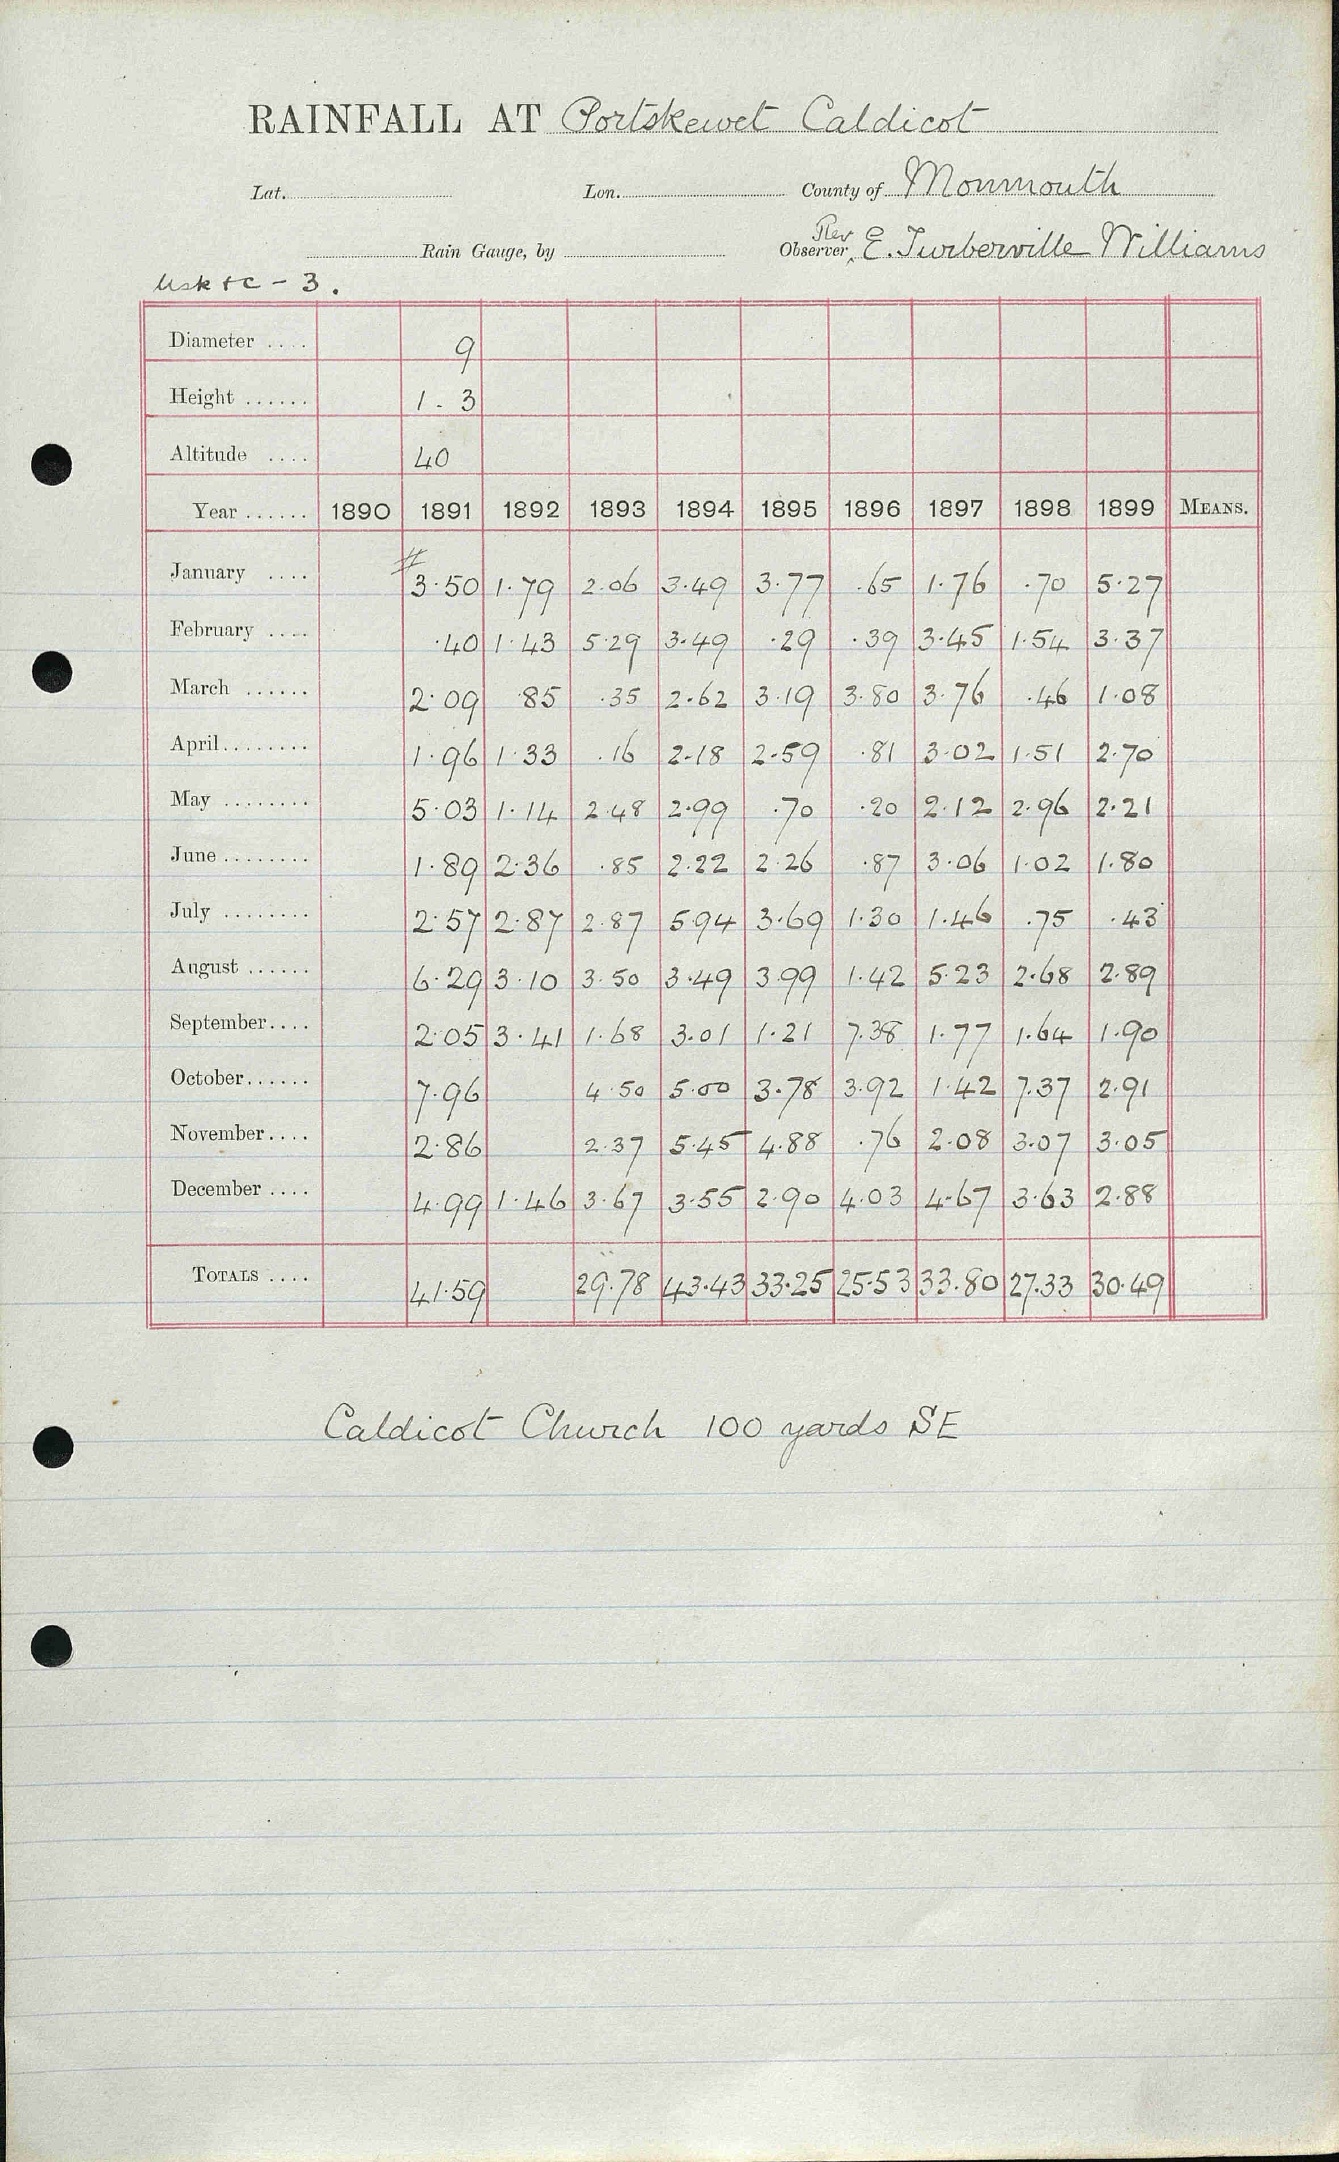 RAINFALL AT Portskewet Caldicot
Lat. Lon. County of Monmouth
Rain Gauge, by Observer, Rev E. Turberville Williams
Usk &c - 3.
Diameter .... 9
Height ...... 1 - 3
Altitude .... 40
Year ...... 1890 1891 1892 1893 1894 1895 1896 1897 1898 1899 MEANS.
January .... # 3.50 1.79 2.06 3.49 3.77 .65 1.76 .70 5.27
February .... .40 1.43 5.29 3.49 .29 .39 3.45 1.54 3.37
March ...... 2.09 .85 .35 2.62 3.19 3.80 3.76 .46 1.08
April........ 1.96 1.33 .16 2.18 2.59 .81 3.02 1.51 2.70
May ........ 5.03 1.14 2.48 2.99 .70 .20 2.12 2.96 2.21
June ........ 1.89 2.36 .85 2.22 2.26 .87 3.06 1.02 1.80
July ........ 2.57 2.87 2.87 5.94 3.69 1.30 1.46 .75 .43
August ...... 6.29 3.10 3.50 3.49 3.99 1.42 5.23 2.68 2.89
September.... 2.05 3.41 1.68 3.01 1.21 7.38 1.77 1.64 1.90
October...... 7.96 4.50 5.00 3.78 3.92 1.42 7.37 2.91
November.... 2.86 2.37 5.45 4.88 .76 2.08 3.07 3.05
December .... 4.99 1.46 3.67 3.55 2.90 4.03 4.67 3.63 2.88
TOTALS .... 41.59 29.78 43.43 33.25 25.53 33.80 27.33 30.49
Caldicot Church 100 yards SE